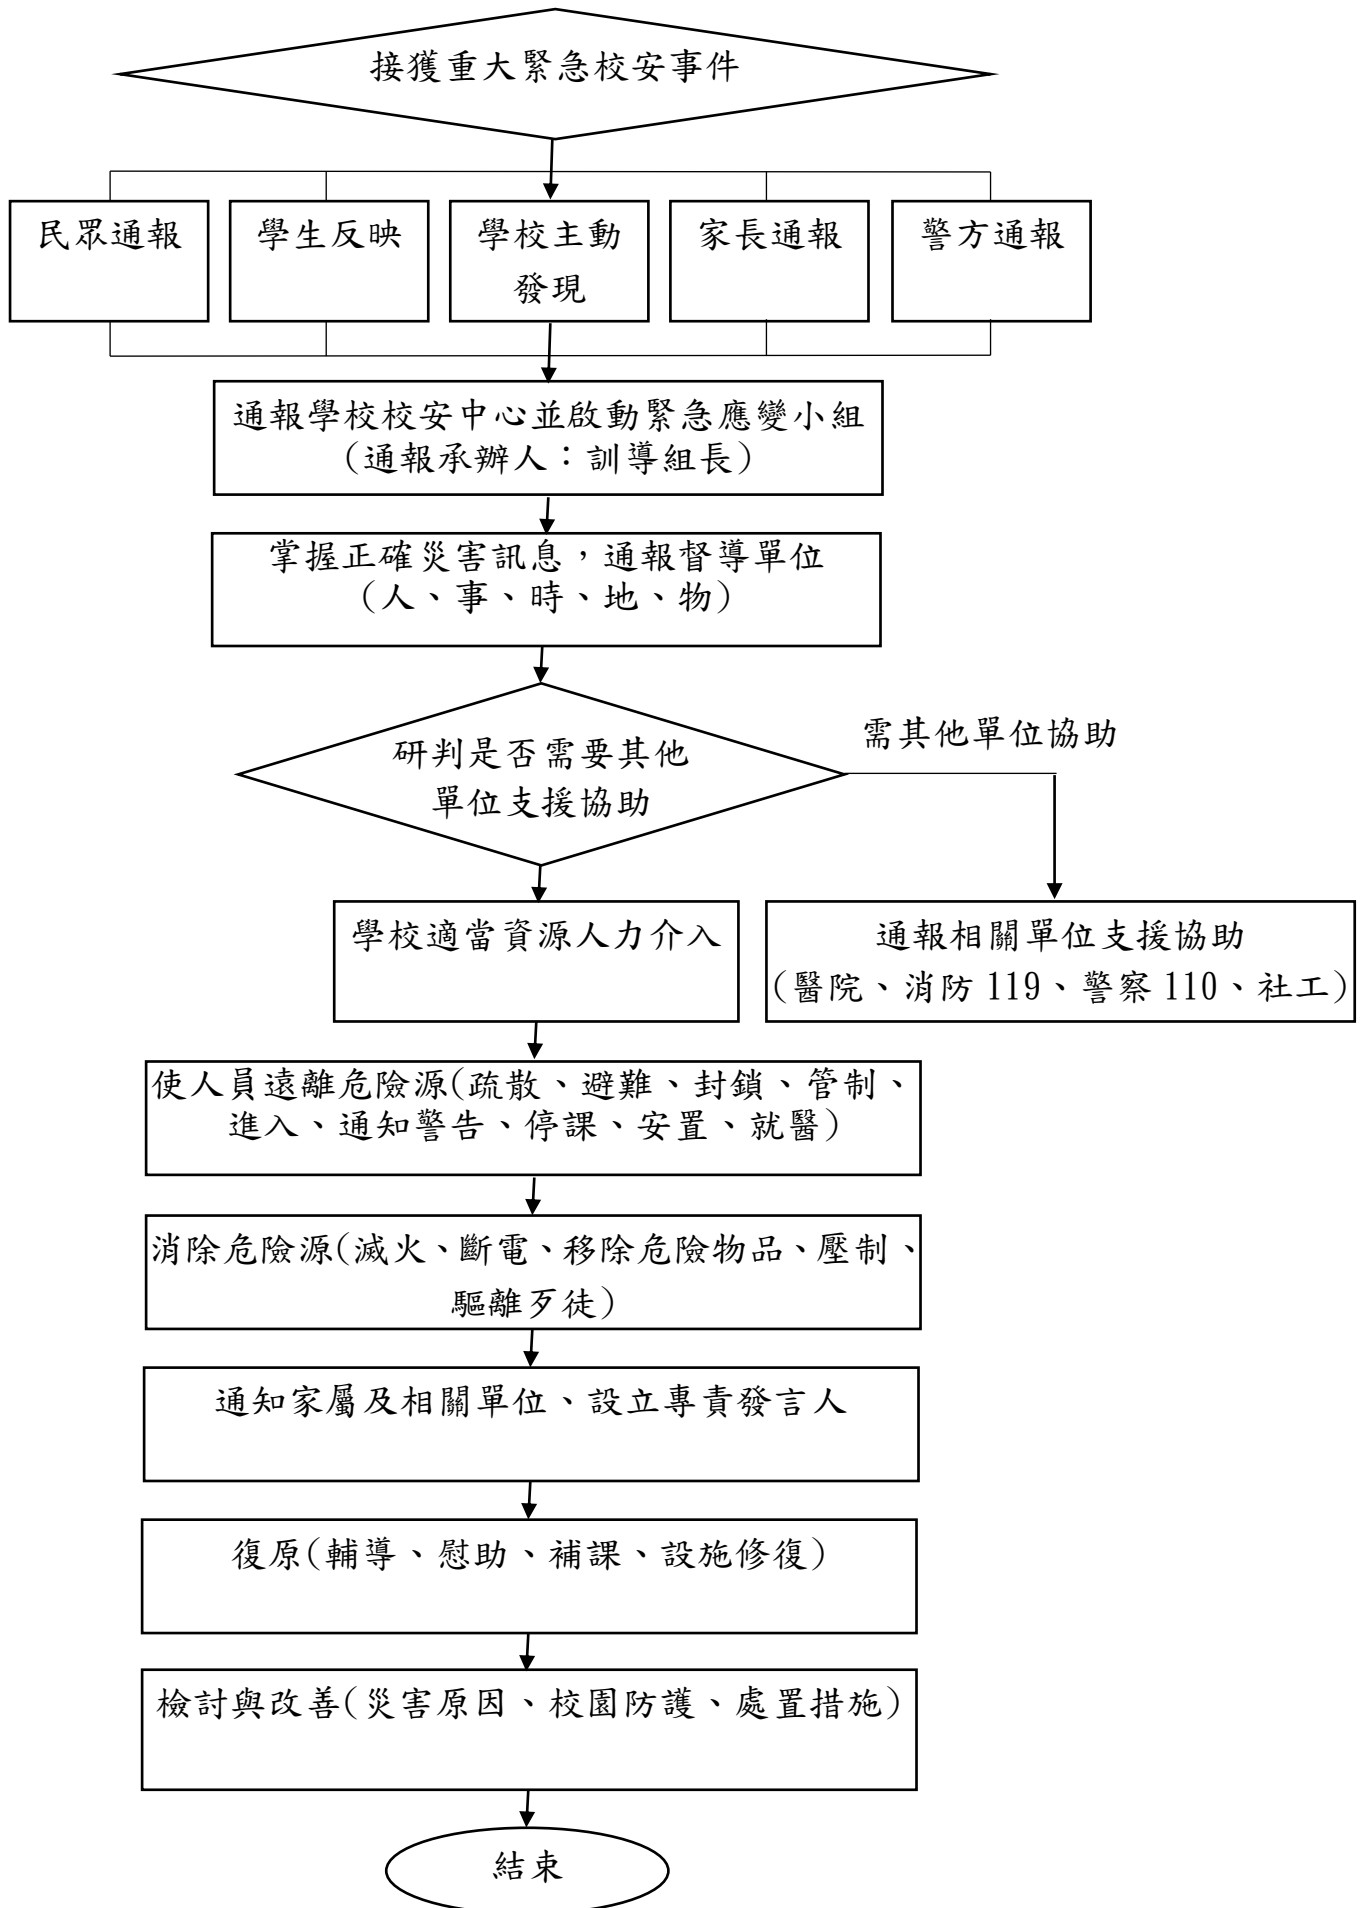 接獲重大緊急校安事件
民眾通報
學生反映
學校主動
發現
家長通報
警方通報
通報學校校安中心並啟動緊急應變小組
(通報承辦人：訓導組長)
掌握正確災害訊息，通報督導單位
(人、事、時、地、物)
需其他單位協助
研判是否需要其他
單位支援協助
學校適當資源人力介入
通報相關單位支援協助
(醫院、消防 119、警察 110、社工)
使人員遠離危險源(疏散、避難、封鎖、管制、
進入、通知警告、停課、安置、就醫)
消除危險源(滅火、斷電、移除危險物品、壓制、
驅離歹徒)
通知家屬及相關單位、設立專責發言人
復原(輔導、慰助、補課、設施修復)
檢討與改善(災害原因、校園防護、處置措施)
結束